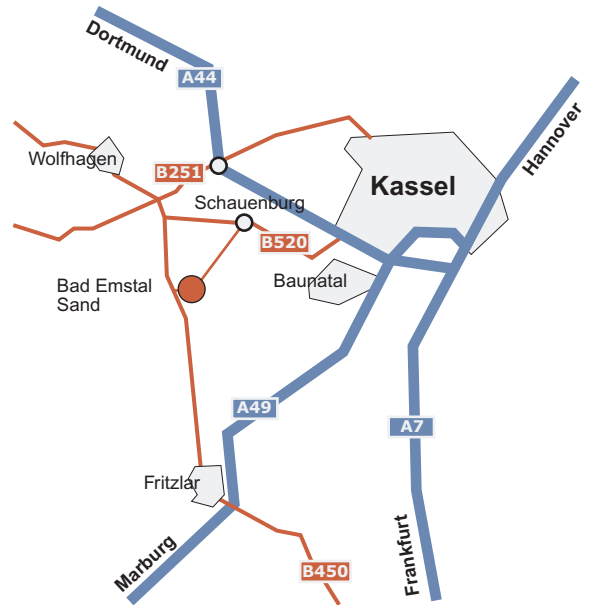 Dortmund
A44
Hannover
Wolfhagen
B251
Kassel
Schauenburg
B520
Baunatal
Bad Emstal
Sand
A49
A7
Fritzlar
Marburg
Frankfurt
B450